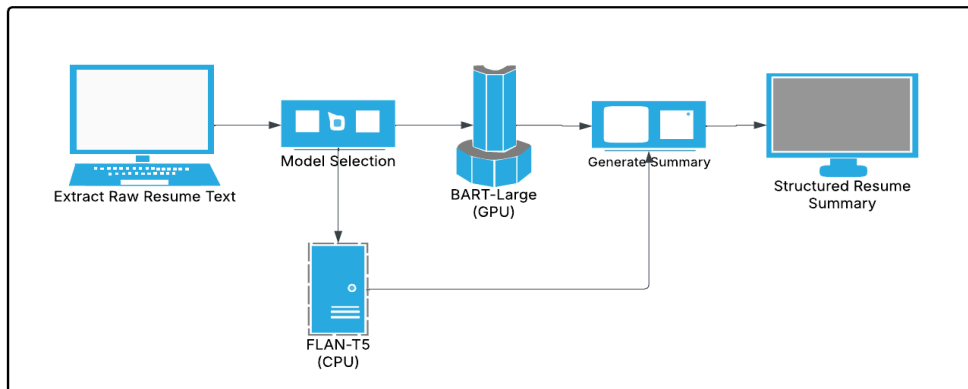 Extract Raw Resume Text
Model Selection
BART-Large
(GPU)
Generate Summary
Structured Resume
Summary
FLAN-T5
(CPU)